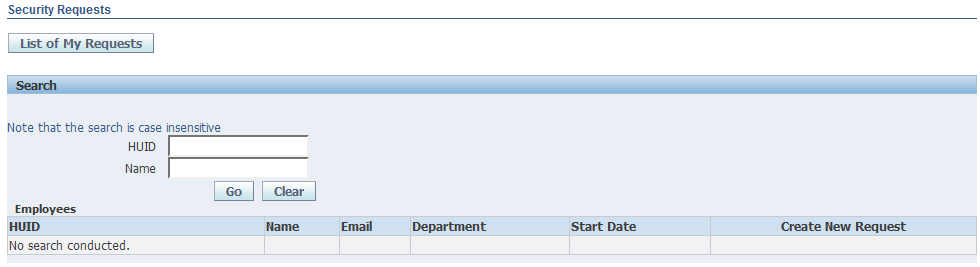 Security Requests
List of My Requests
Search
Note that the search is case insensitive
HUID
Name
Go Clear
Employees
HUID Name Email Department Start Date Create New Request
No search conducted.